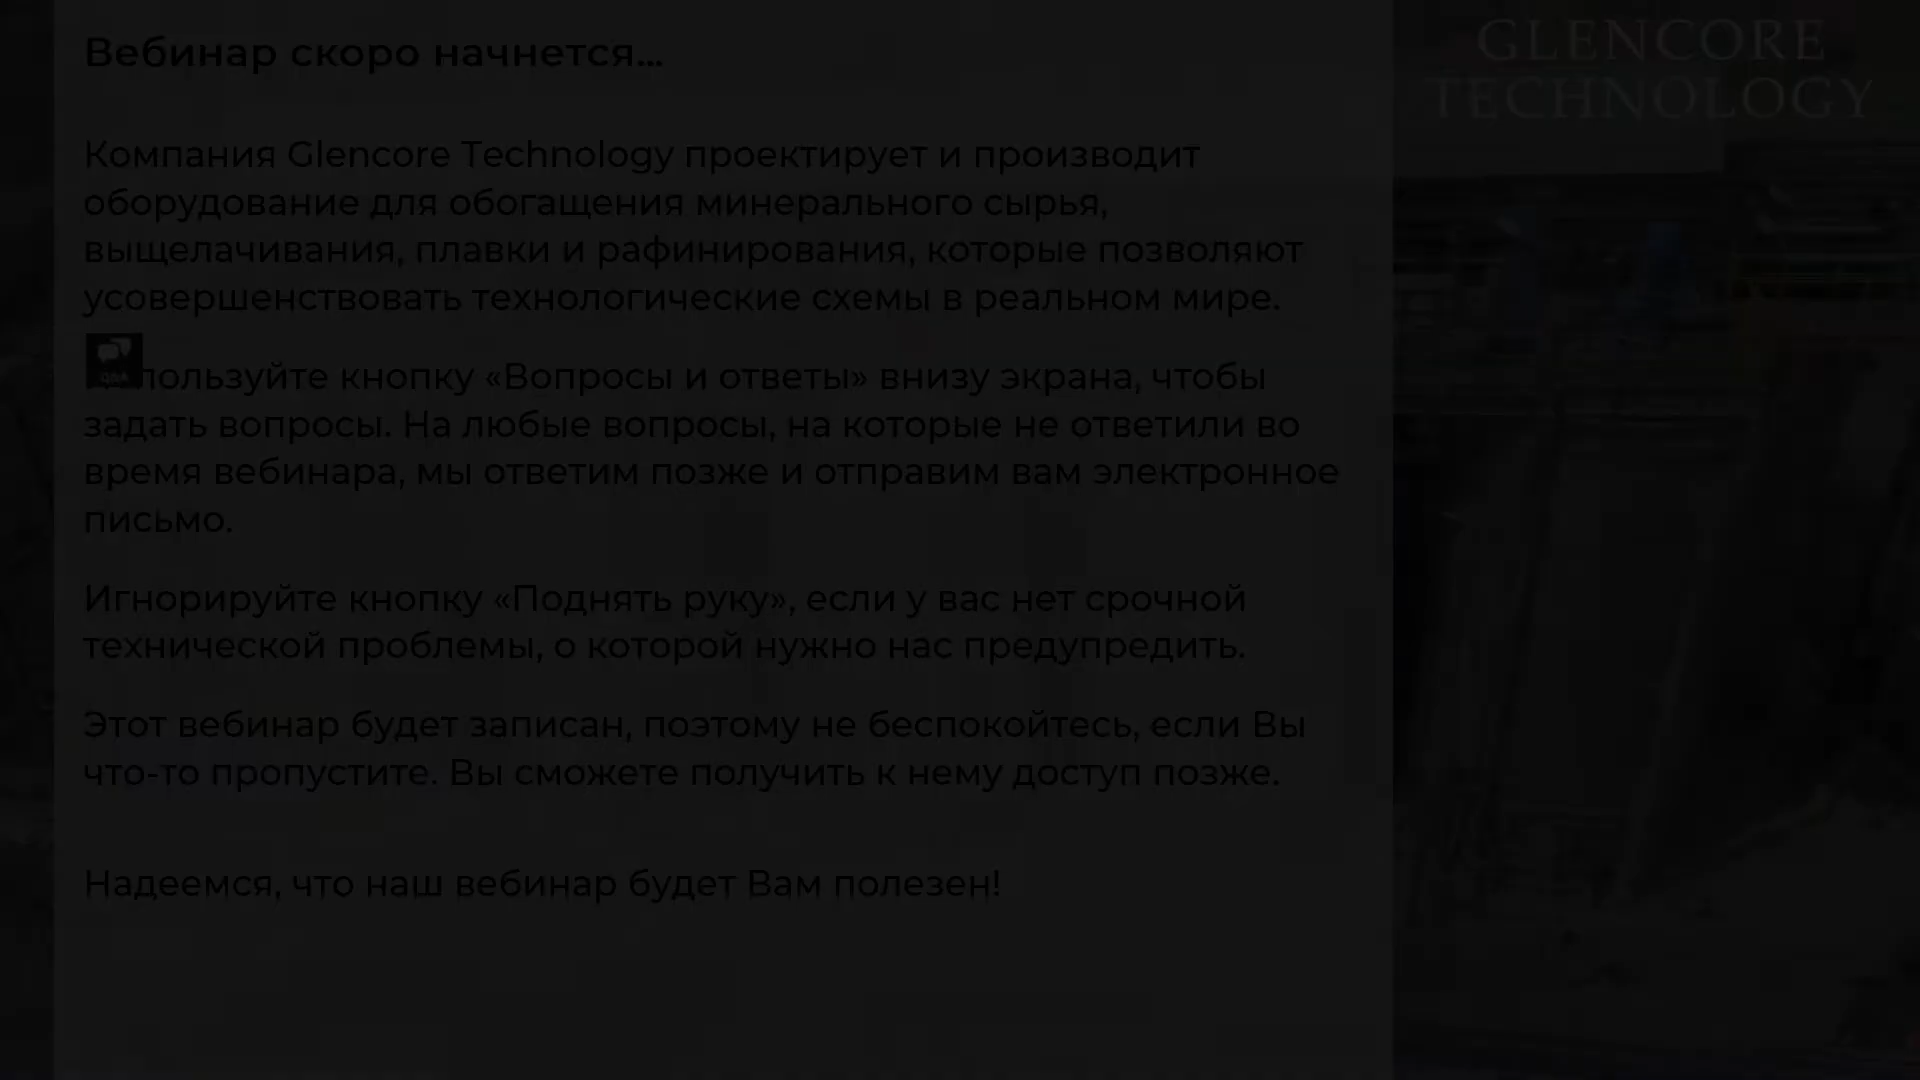 Вебинар скоро начнется...
GLENCORE
TECHNOLOGY
Компания Glencore Technology проектирует и производит
оборудование для обогащения минерального сырья,
выщелачивания, плавки и рафинирования, которые позволяют
усовершенствовать технологические схемы в реальном мире.
Q&A
пользуйте кнопку «Вопросы и ответы» внизу экрана, чтобы
задать вопросы. На любые вопросы, на которые не ответили во
время вебинара, мы ответим позже и отправим вам электронное
письмо.
Игнорируйте кнопку «Поднять руку», если у вас нет срочной
технической проблемы, о которой нужно нас предупредить.
Этот вебинар будет записан, поэтому не беспокойтесь, если Вы
что-то пропустите. Вы сможете получить к нему доступ позже.
Надеемся, что наш вебинар будет Вам полезен!